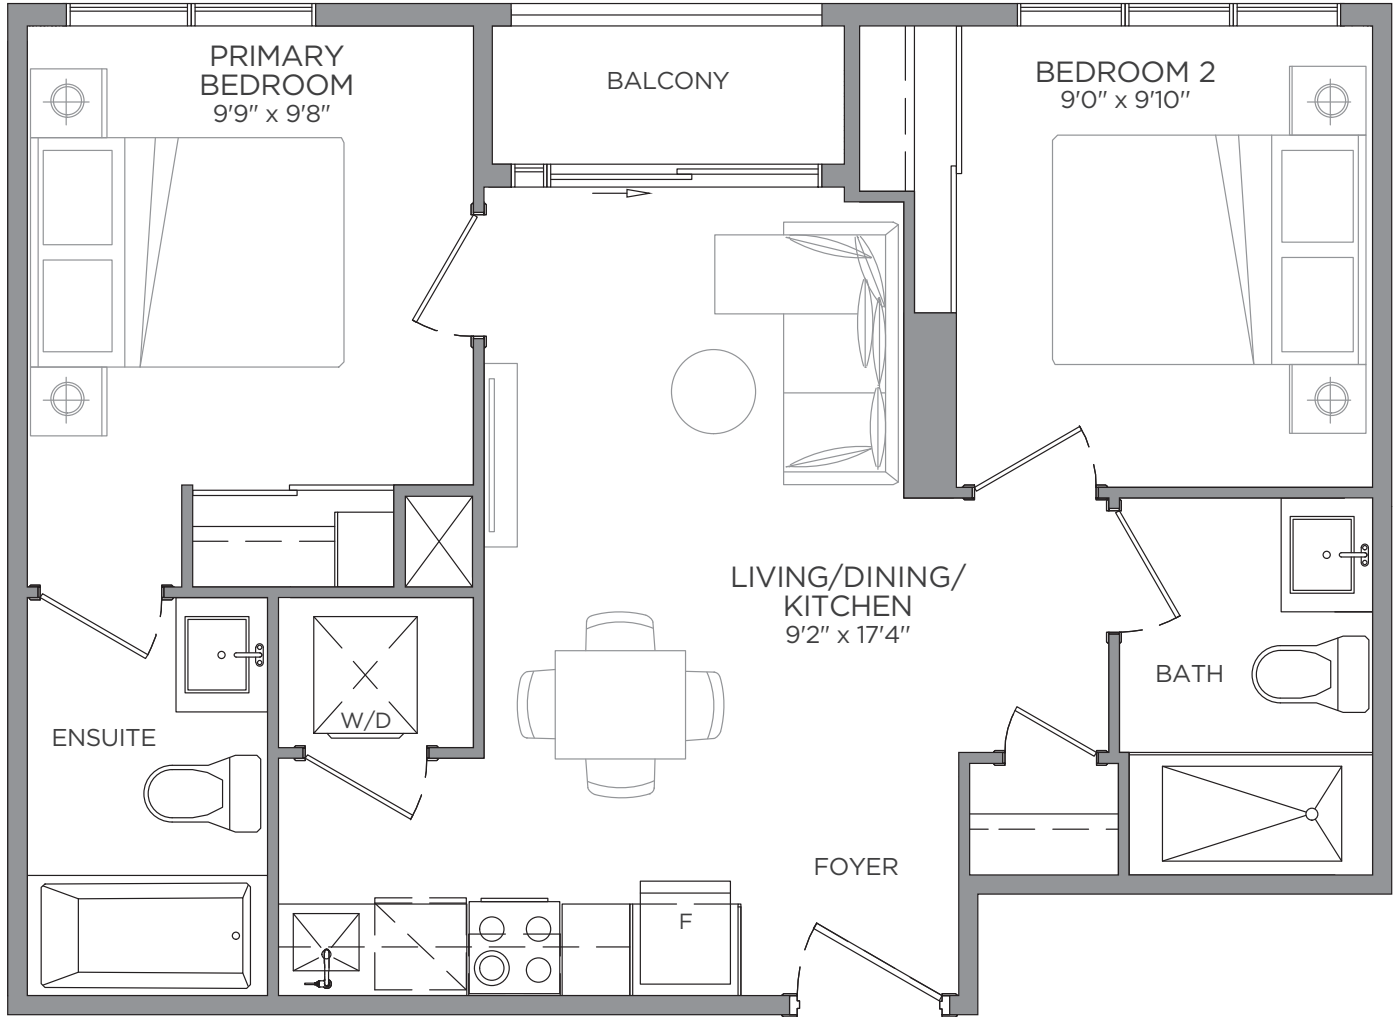 PRIMARY
BEDROOM
9'9" x 9'8"
BALCONY
BEDROOM 2
9'0" x 9'10"
LIVING/DINING/
KITCHEN
9'2" x 17'4"
BATH
W/D
ENSUITE
FOYER
F